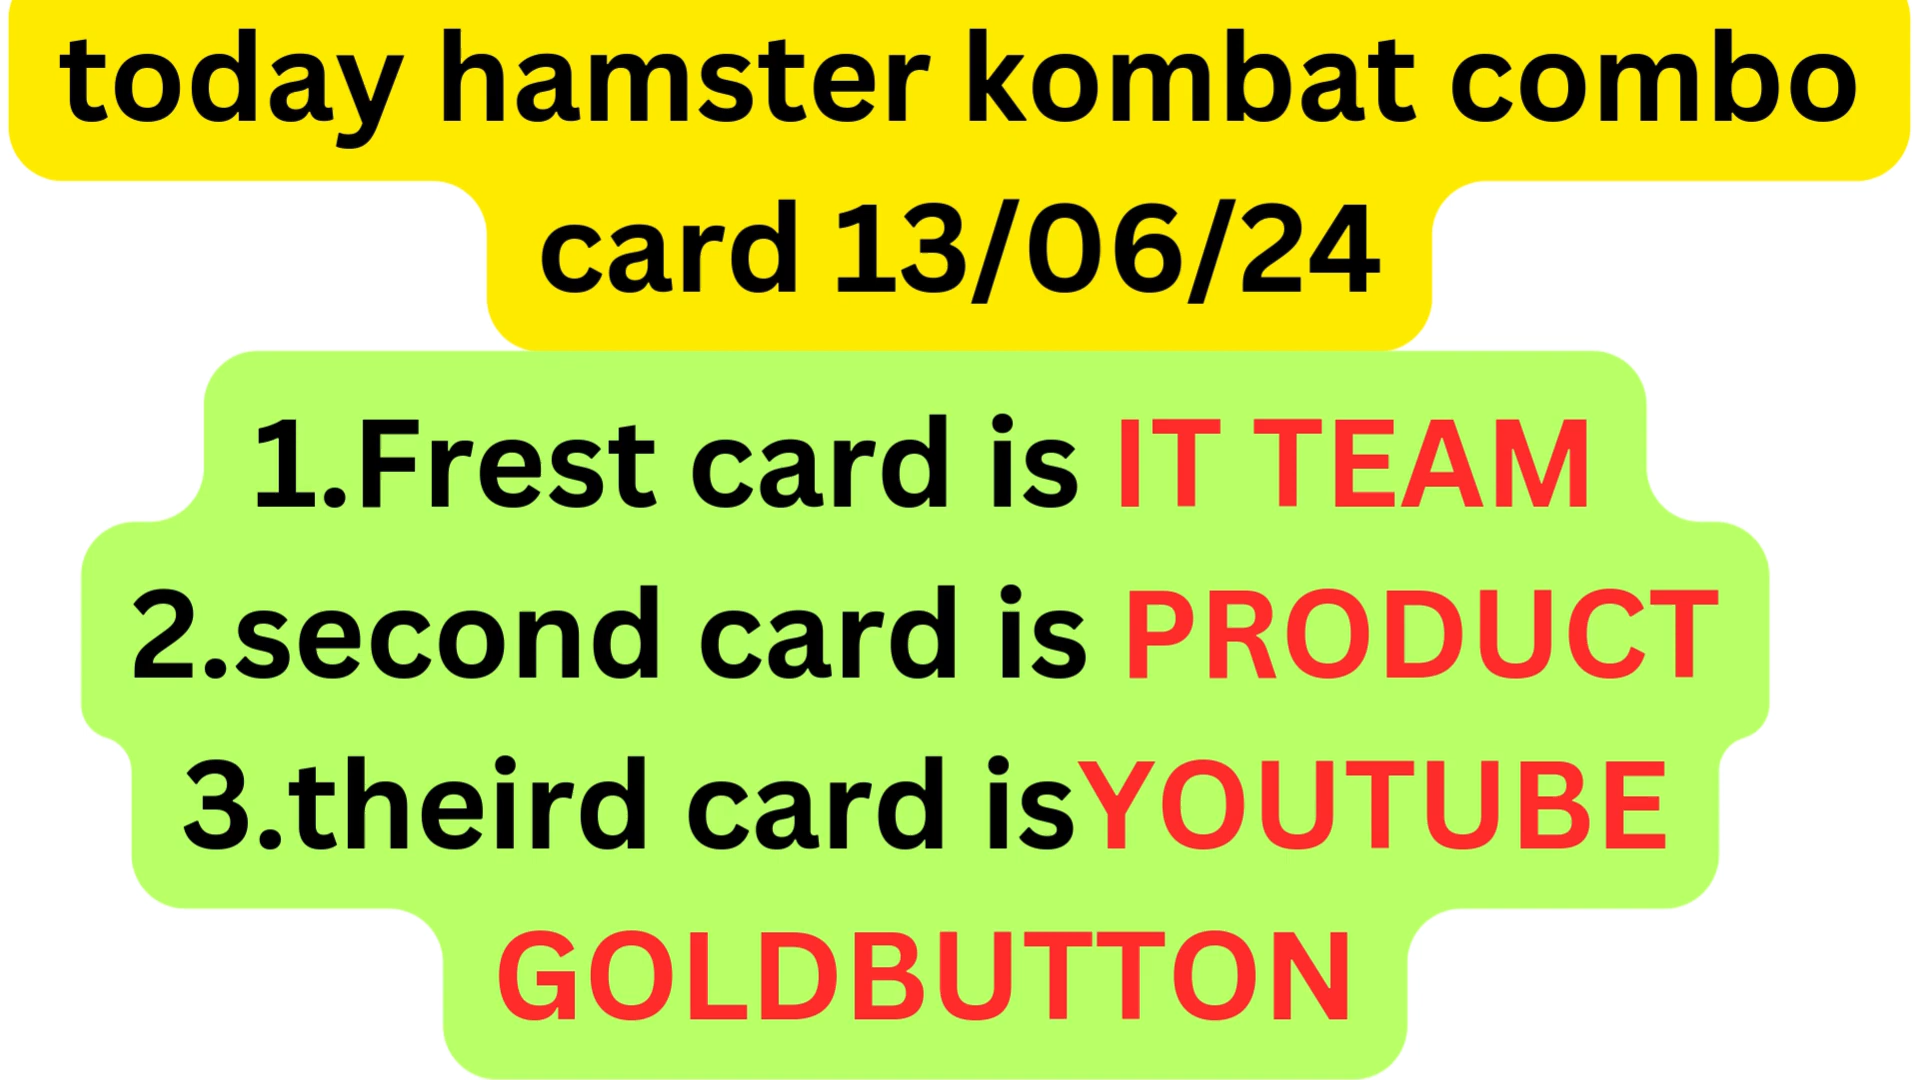 today hamster kombat combo
card 13/06/24
1.Frest card is IT TEAM
2.second card is PRODUCT
3.theird card isYOUTUBE
GOLDBUTTON